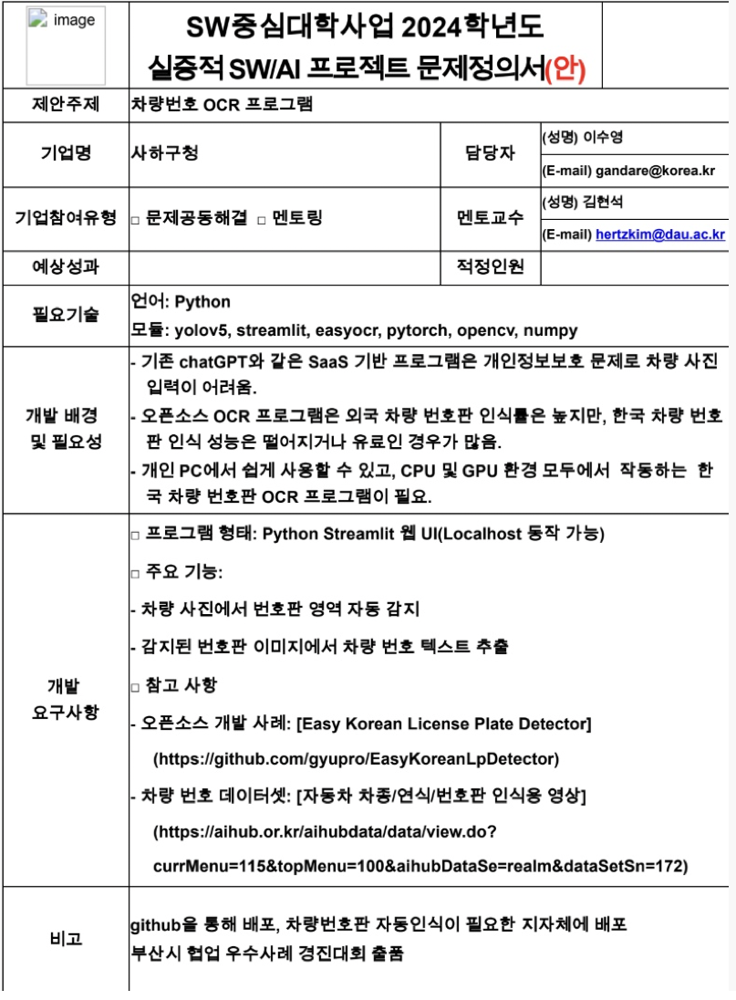 image
SW중심대학사업 2024학년도
실증적 SW/AI 프로젝트 문제정의서(안)
제안주제
차량번호 OCR 프로그램
기업명
사하구청
담당자
(성명) 이수영
(E-mail) gandare@korea.kr
기업참여유형
□ 문제공동해결 □ 멘토링
멘토교수
(성명) 김현석
(E-mail) hertzkim@dau.ac.kr
예상성과
적정인원
필요기술
언어: Python
모듈: yolov5, streamlit, easyocr, pytorch, opencv, numpy
개발 배경
및 필요성
- 기존 chatGPT와 같은 SaaS 기반 프로그램은 개인정보보호 문제로 차량 사진
입력이 어려움.
- 오픈소스 OCR 프로그램은 외국 차량 번호판 인식률은 높지만, 한국 차량 번호
판 인식 성능은 떨어지거나 유료인 경우가 많음.
- 개인 PC에서 쉽게 사용할 수 있고, CPU 및 GPU 환경 모두에서 작동하는 한
국 차량 번호판 OCR 프로그램이 필요.
개발
요구사항
□ 프로그램 형태: Python Streamlit 웹 UI(Localhost 동작 가능)
□ 주요 기능:
- 차량 사진에서 번호판 영역 자동 감지
- 감지된 번호판 이미지에서 차량 번호 텍스트 추출
□ 참고 사항
- 오픈소스 개발 사례: [Easy Korean License Plate Detector]
(https://github.com/gyupro/EasyKoreanLpDetector)
- 차량 번호 데이터셋: [자동차 차종/연식/번호판 인식용 영상]
(https://aihub.or.kr/aihubdata/data/view.do?
currMenu=115&topMenu=100&aihubDataSe=realm&dataSetSn=172)
비고
github을 통해 배포, 차량번호판 자동인식이 필요한 지자체에 배포
부산시 협업 우수사례 경진대회 출품